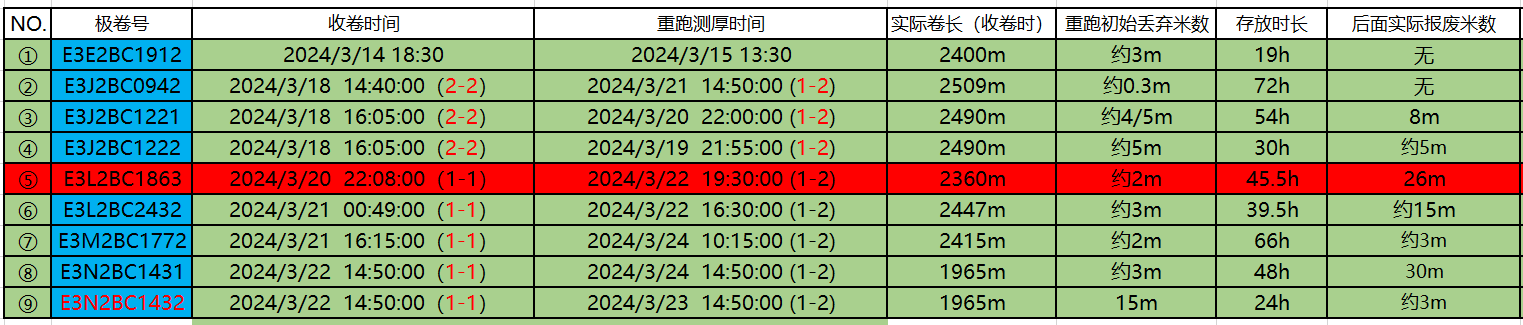 NO. 极卷号 收卷时间 重跑测厚时间 实际卷长（收卷时） 重跑初始丢弃米数 存放时长 后面实际报废米数
① E3E2BC1912 2024/3/14 18:30 2024/3/15 13:30 2400m 约3m 19h 无
② E3J2BC0942 2024/3/18 14:40:00 (2-2) 2024/3/21 14:50:00 (1-2) 2509m 约0.3m 72h 无
③ E3J2BC1221 2024/3/18 16:05:00 (2-2) 2024/3/20 22:00:00 (1-2) 2490m 约4/5m 54h 8m
④ E3J2BC1222 2024/3/18 16:05:00 (2-2) 2024/3/19 21:55:00 (1-2) 2490m 约5m 30h 约5m
⑤ E3L2BC1863 2024/3/20 22:08:00 (1-1) 2024/3/22 19:30:00 (1-2) 2360m 约2m 45.5h 26m
⑥ E3L2BC2432 2024/3/21 00:49:00 (1-1) 2024/3/22 16:30:00 (1-2) 2447m 约3m 39.5h 约15m
⑦ E3M2BC1772 2024/3/21 16:15:00 (1-1) 2024/3/24 10:15:00 (1-2) 2415m 约2m 66h 约3m
⑧ E3N2BC1431 2024/3/22 14:50:00 (1-1) 2024/3/24 14:50:00 (1-2) 1965m 约3m 48h 30m
⑨ E3N2BC1432 2024/3/22 14:50:00 (1-1) 2024/3/23 14:50:00 (1-2) 1965m 15m 24h 约3m